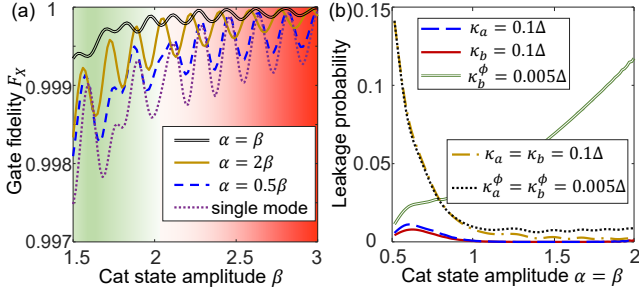 (a)
Gate fidelity F_X
1
0.999
0.998
0.997
α = β
α = 2β
α = 0.5β
single mode
1.5 2 2.5 3
Cat state amplitude β
(b)
Leakage probability
0.15
0.10
0.05
0
κ_a = 0.1Δ
κ_b = 0.1Δ
κ_b^ϕ = 0.005Δ
κ_a = κ_b = 0.1Δ
κ_a^ϕ = κ_b^ϕ = 0.005Δ
0.5 1 1.5 2
Cat state amplitude α = β